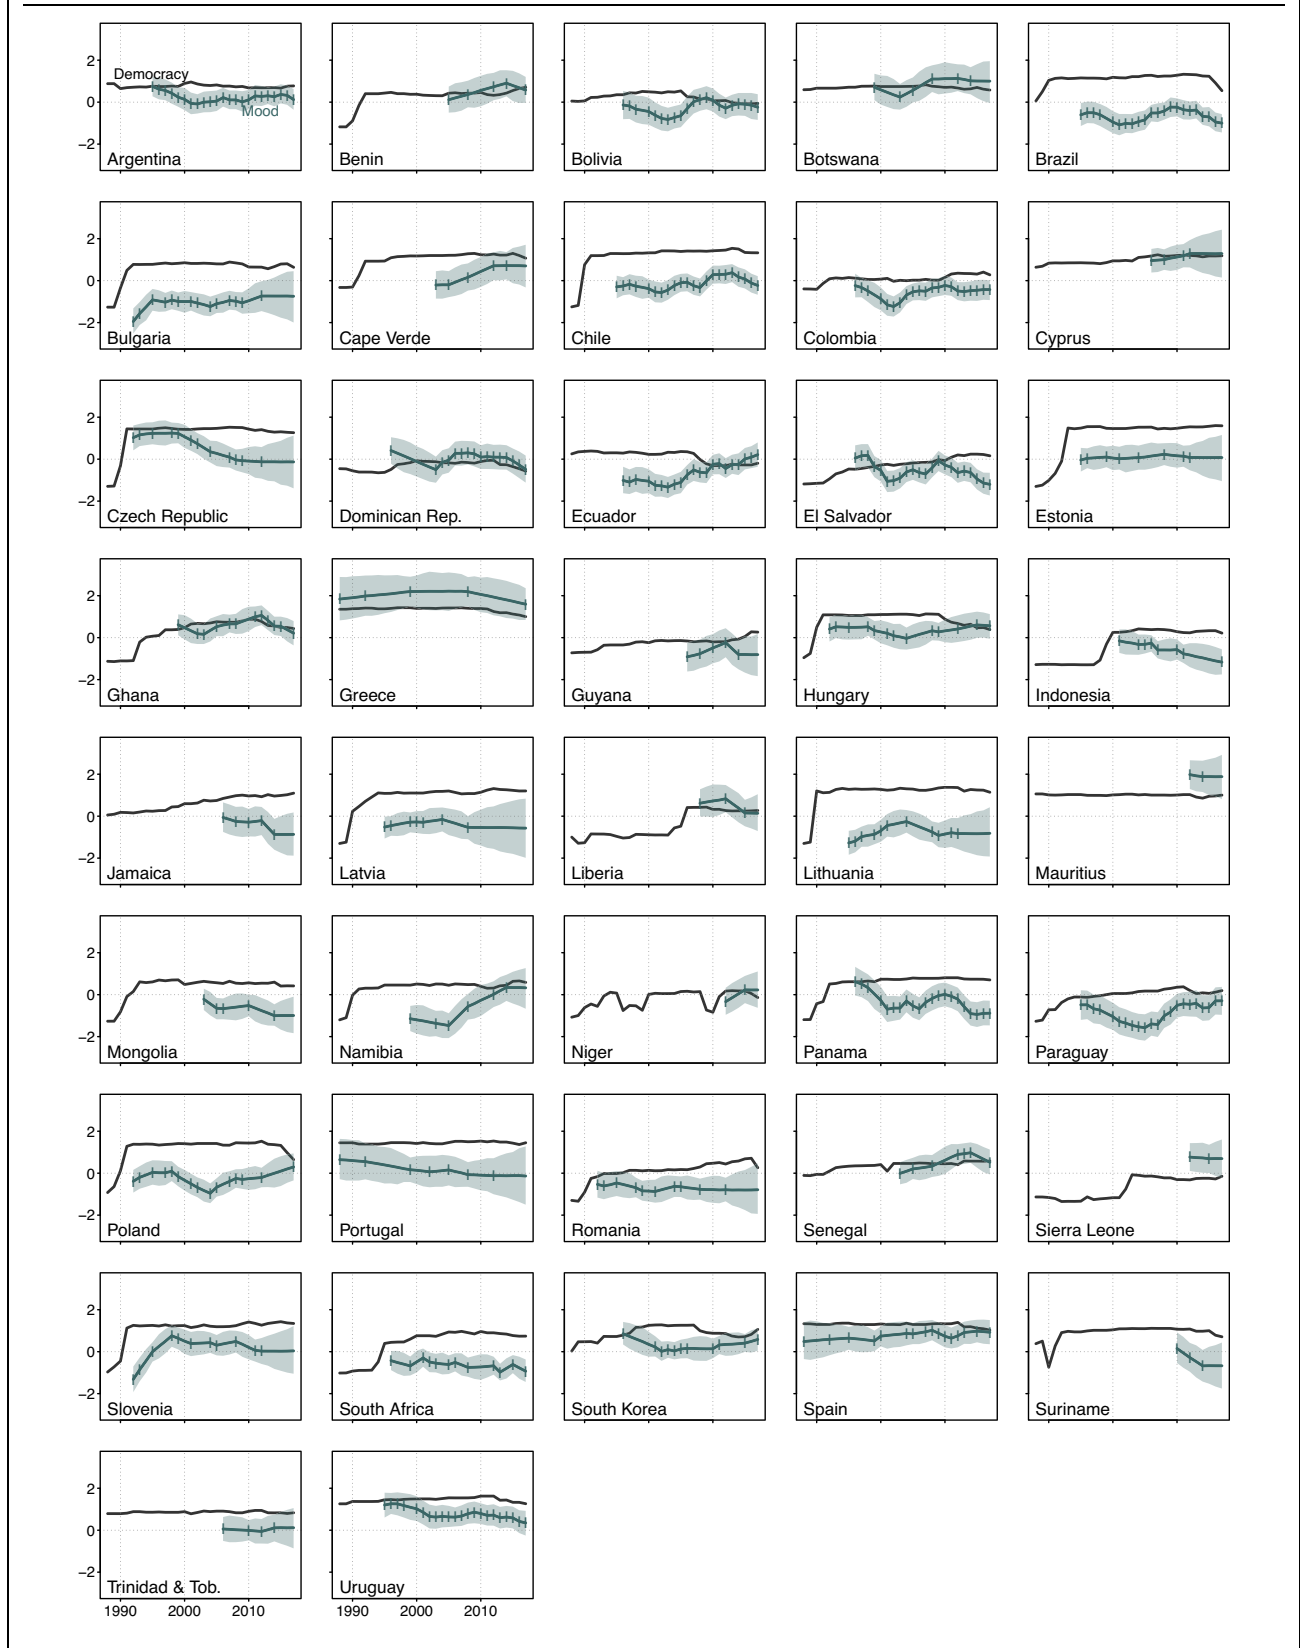 2
Democracy
0
Mood
−2
Argentina
Benin
Bolivia
Botswana
Brazil
2
0
−2
Bulgaria
Cape Verde
Chile
Colombia
Cyprus
2
0
−2
Czech Republic
Dominican Rep.
Ecuador
El Salvador
Estonia
2
0
−2
Ghana
Greece
Guyana
Hungary
Indonesia
2
0
−2
Jamaica
Latvia
Liberia
Lithuania
Mauritius
2
0
−2
Mongolia
Namibia
Niger
Panama
Paraguay
2
0
−2
Poland
Portugal
Romania
Senegal
Sierra Leone
2
0
−2
Slovenia
South Africa
South Korea
Spain
Suriname
2
0
−2
Trinidad & Tob.
Uruguay
1990 2000 2010
1990 2000 2010